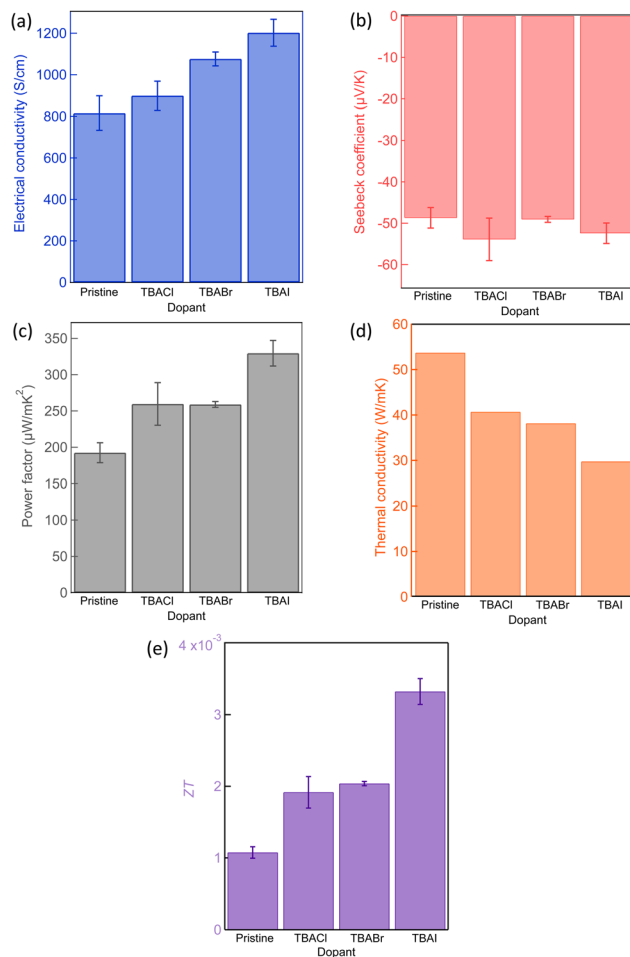 (a)
1200
1000
800
600
400
200
0
Electrical conductivity (S/cm)
Pristine TBACl TBABr TBAI
Dopant
(b)
0
-10
-20
-30
-40
-50
-60
Seebeck coefficient (μV/K)
Pristine TBACl TBABr TBAI
Dopant
(c)
350
300
250
200
150
100
50
0
Power factor (μW/mK²)
Pristine TBACl TBABr TBAI
Dopant
(d)
60
50
40
30
20
10
0
Thermal conductivity (W/mK)
Pristine TBACl TBABr TBAI
Dopant
(e)
4 x10⁻³
3
2
1
0
ZT
Pristine TBACl TBABr TBAI
Dopant